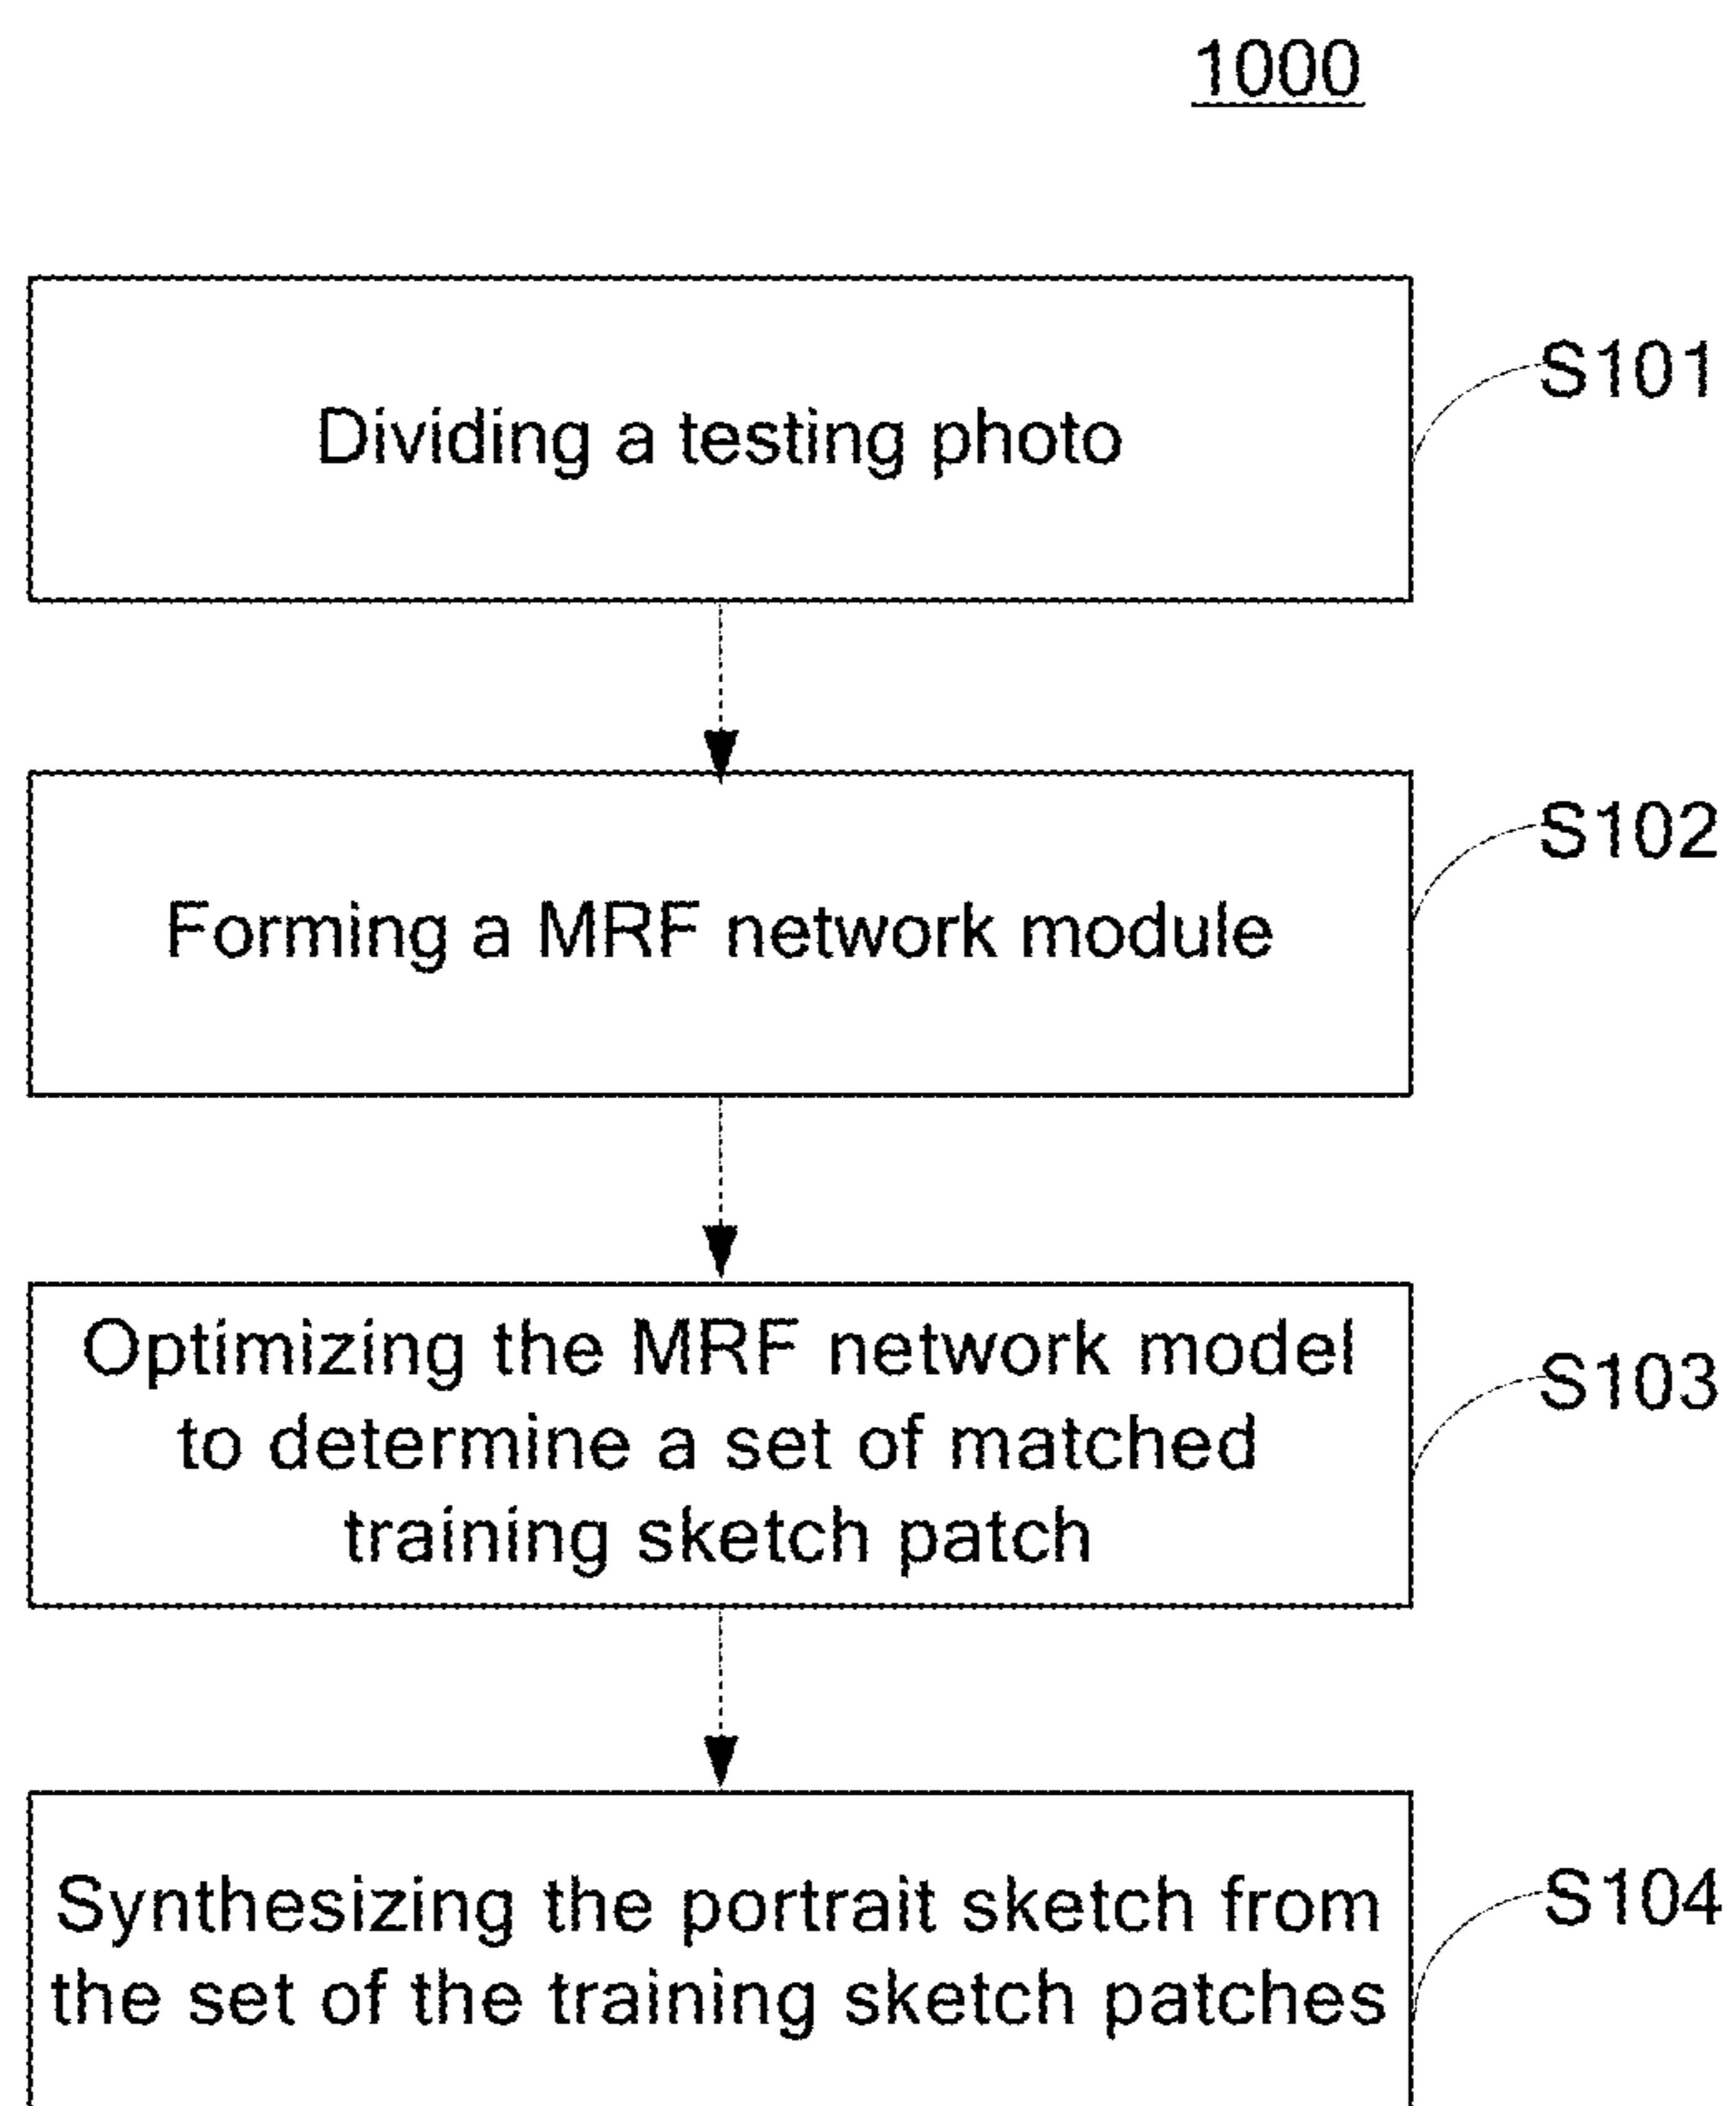 1000
Dividing a testing photo
S101
Forming a MRF network module
S102
Optimizing the MRF network model
to determine a set of matched
training sketch patch
S103
Synthesizing the portrait sketch from
the set of the training sketch patches
S104